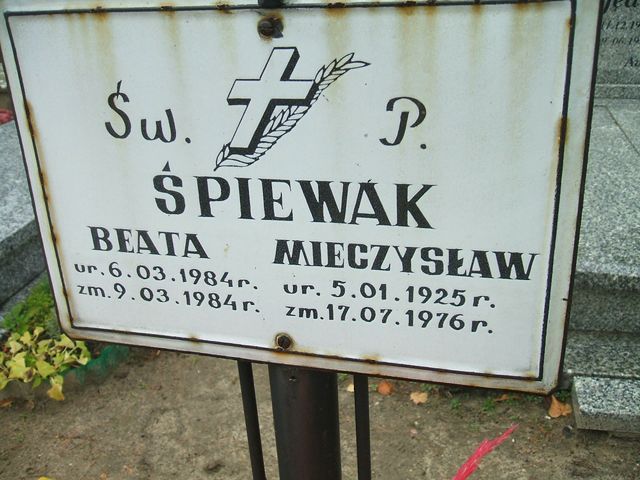 Św. P.
ŚPIEWAK
BEATA MIECZYSŁAW
ur. 6.03.1984r. ur. 5.01.1925r.
zm. 9.03.1984r. zm. 17.07.1976r.